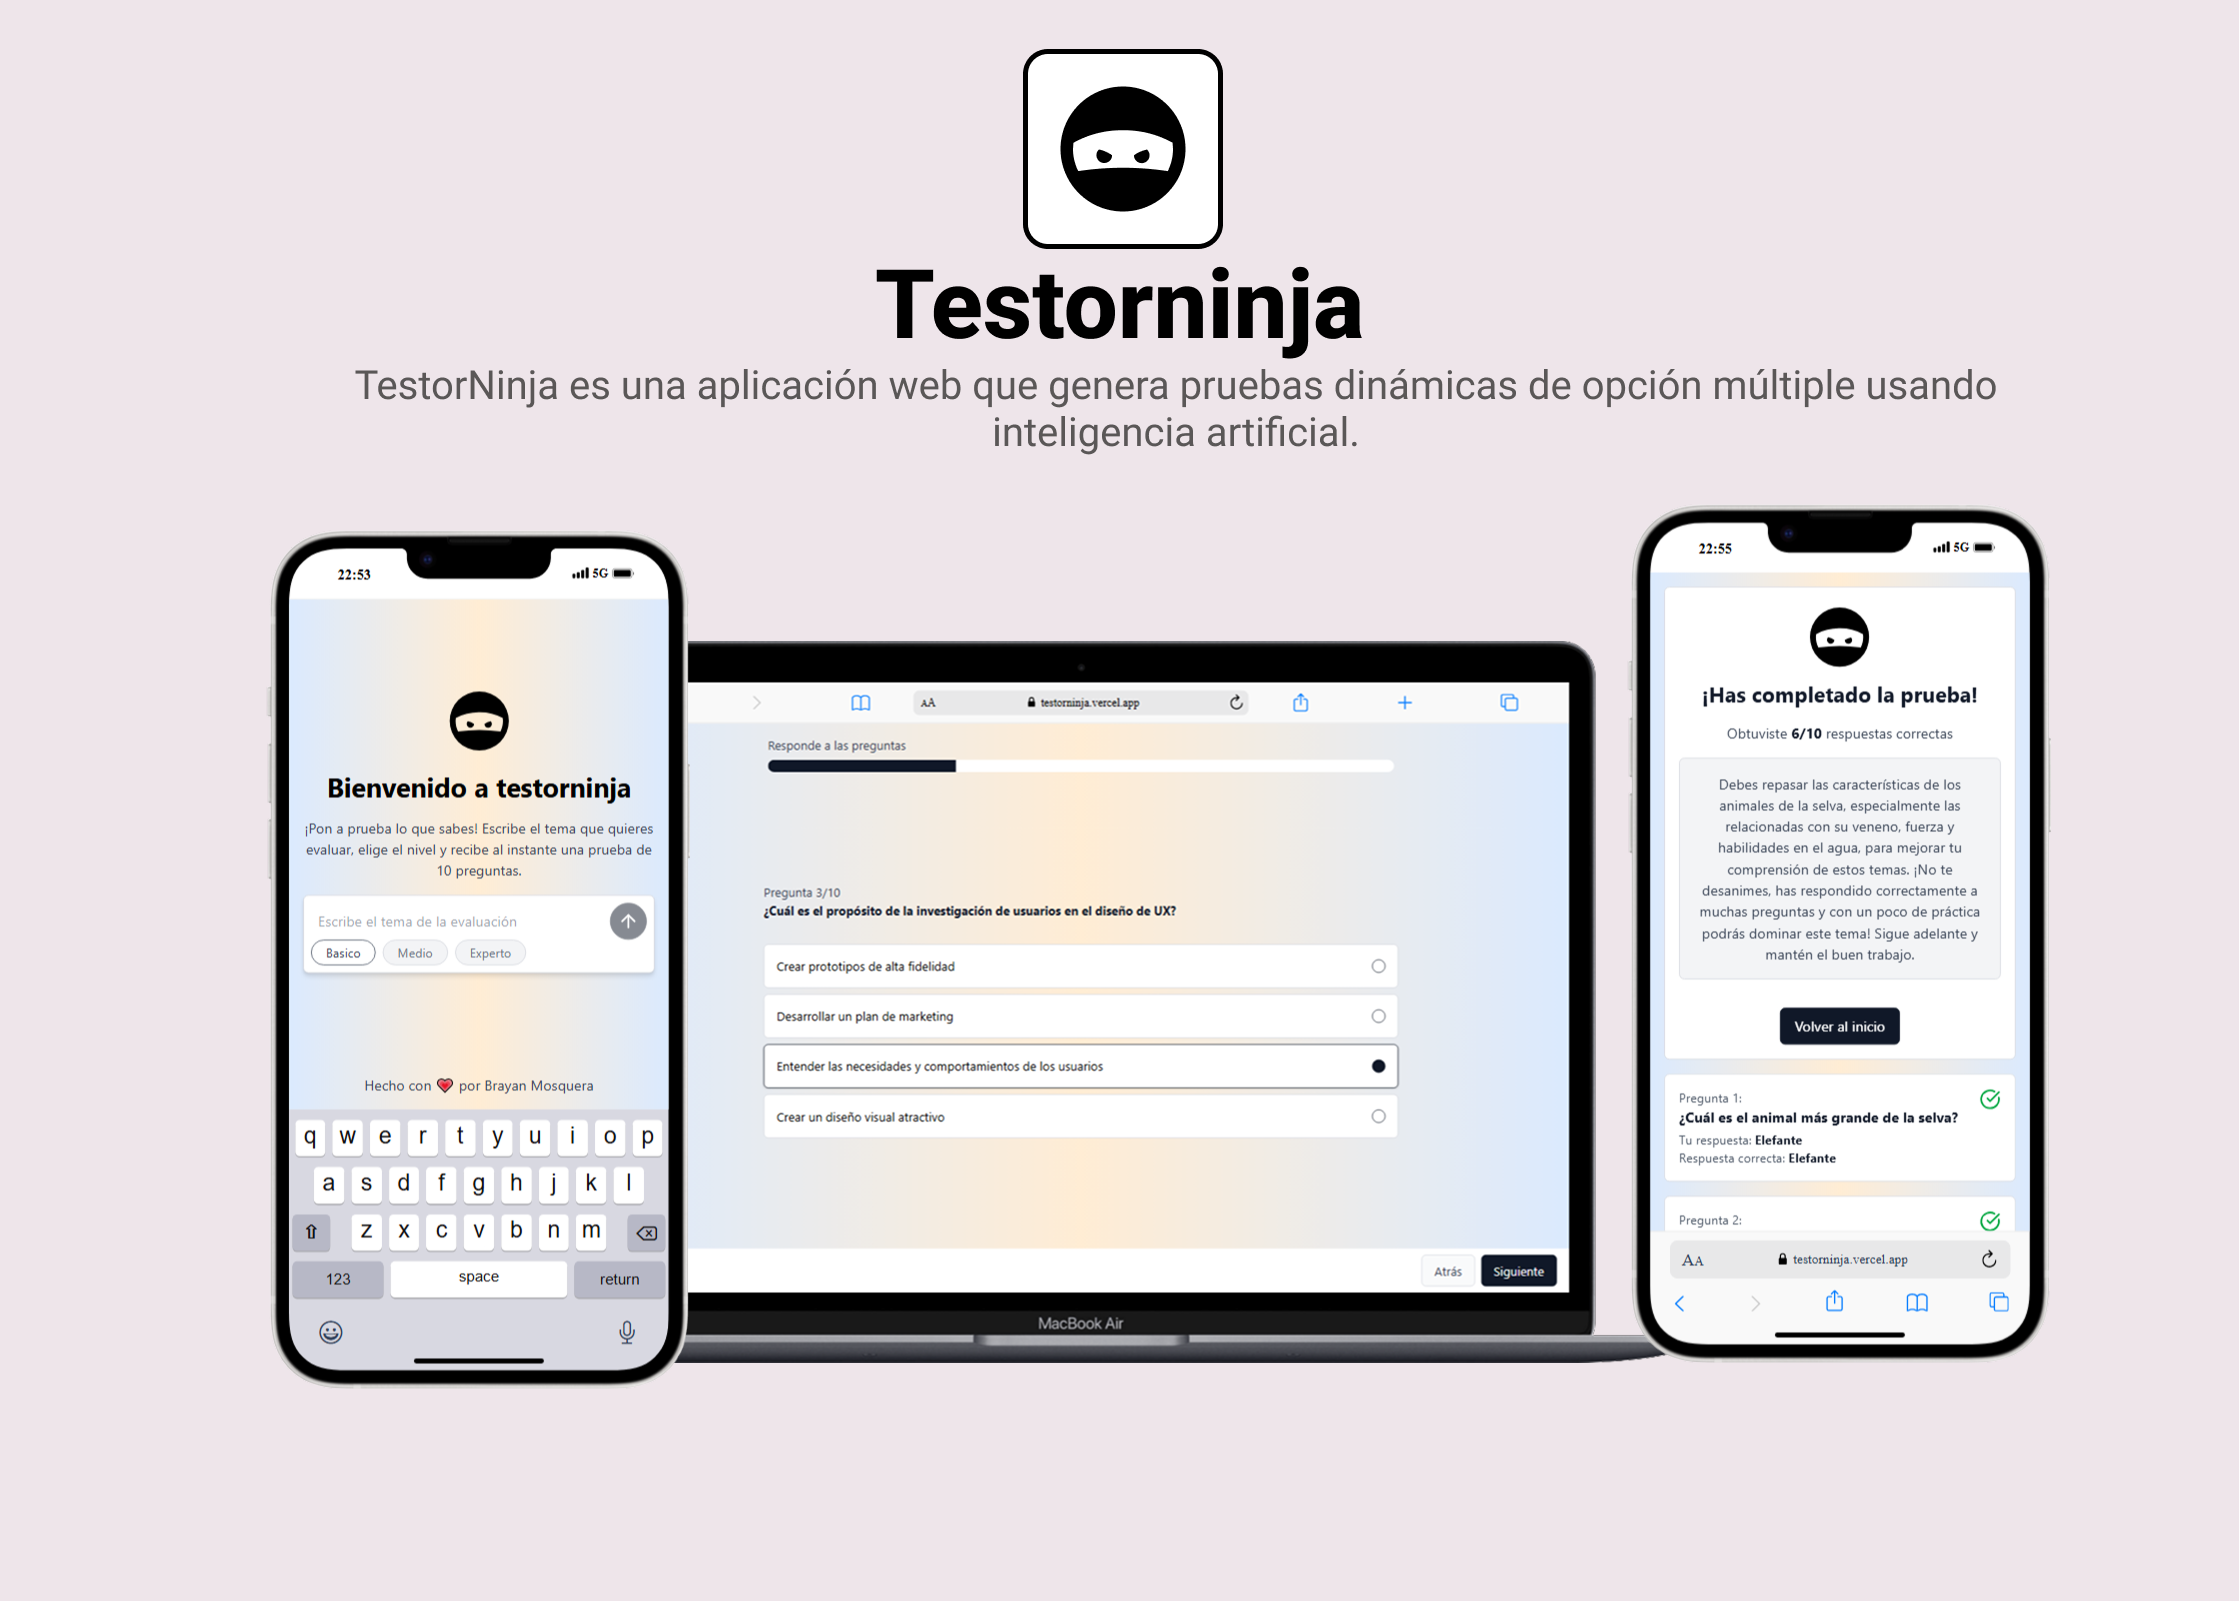 Testorninja
TestorNinja es una aplicación web que genera pruebas dinámicas de opción múltiple usando
inteligencia artificial.
22:53
5G
Bienvenido a testorninja
¡Pon a prueba lo que sabes! Escribe el tema que quieres
evaluar, elige el nivel y recibe al instante una prueba de
10 preguntas.
Escribe el tema de la evaluación
Basico Medio Experto
Hecho con ❤️ por Brayan Mosquera
q w e r t y u i o p
a s d f g h j k l
z x c v b n m
123 space return
AA testorninja.vercel.app
Responde a las preguntas
Pregunta 3/10
¿Cuál es el propósito de la investigación de usuarios en el diseño de UX?
Crear prototipos de alta fidelidad
Desarrollar un plan de marketing
Entender las necesidades y comportamientos de los usuarios
Crear un diseño visual atractivo
Atrás Siguiente
MacBook Air
22:55
5G
¡Has completado la prueba!
Obtuviste 6/10 respuestas correctas
Debes repasar las características de los
animales de la selva, especialmente las
relacionadas con su veneno, fuerza y
habilidades en el agua, para mejorar tu
comprensión de estos temas. ¡No te
desanimes, has respondido correctamente a
muchas preguntas y con un poco de práctica
podrás dominar este tema! Sigue adelante y
mantén el buen trabajo.
Volver al inicio
Pregunta 1:
¿Cuál es el animal más grande de la selva?
Tu respuesta: Elefante
Respuesta correcta: Elefante
Pregunta 2:
AA testorninja.vercel.app